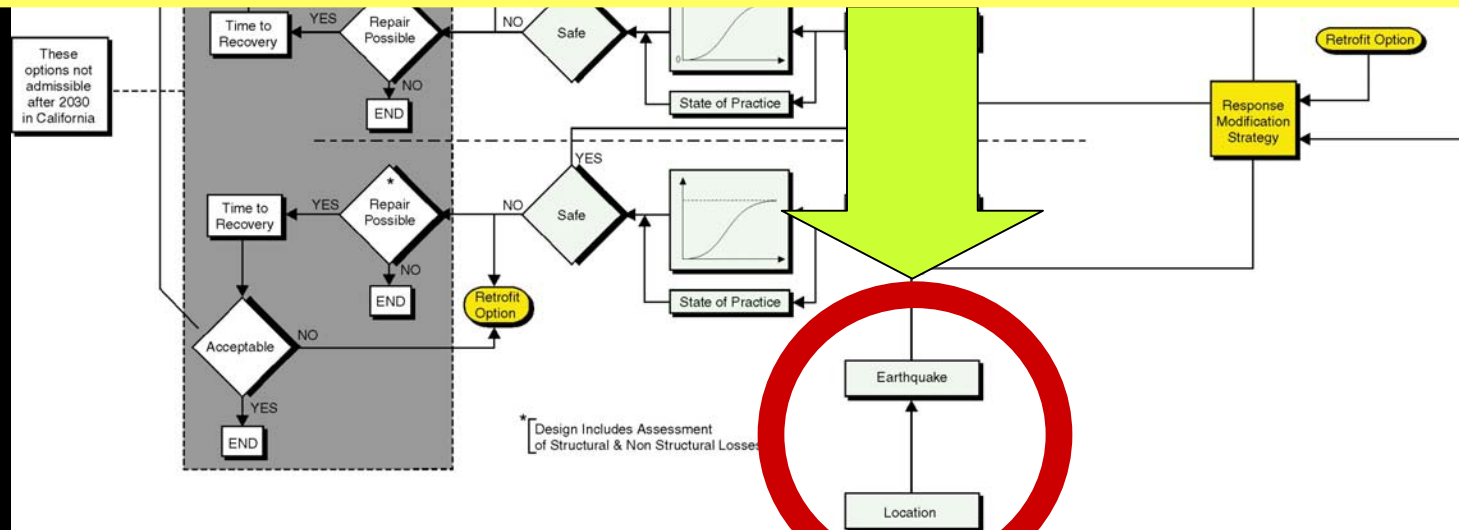 Time to
Recovery
YES
Repair
Possible
NO
Safe
0
Retrofit Option
These
options not
admissible
after 2030
in California
NO
END
State of Practice
Response
Modification
Strategy
YES
*
Time to
Recovery
YES
Repair
Possible
NO
Safe
NO
END
Retrofit
Option
State of Practice
Acceptable
NO
Earthquake
YES
END
*
Design Includes Assessment
of Structural & Non Structural Losses
Location